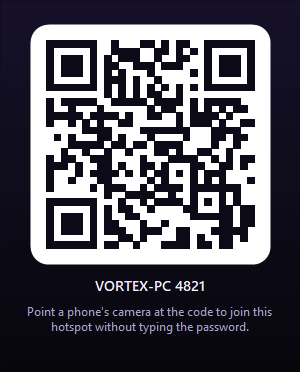 VORTEX-PC 4821
Point a phone's camera at the code to join this
hotspot without typing the password.